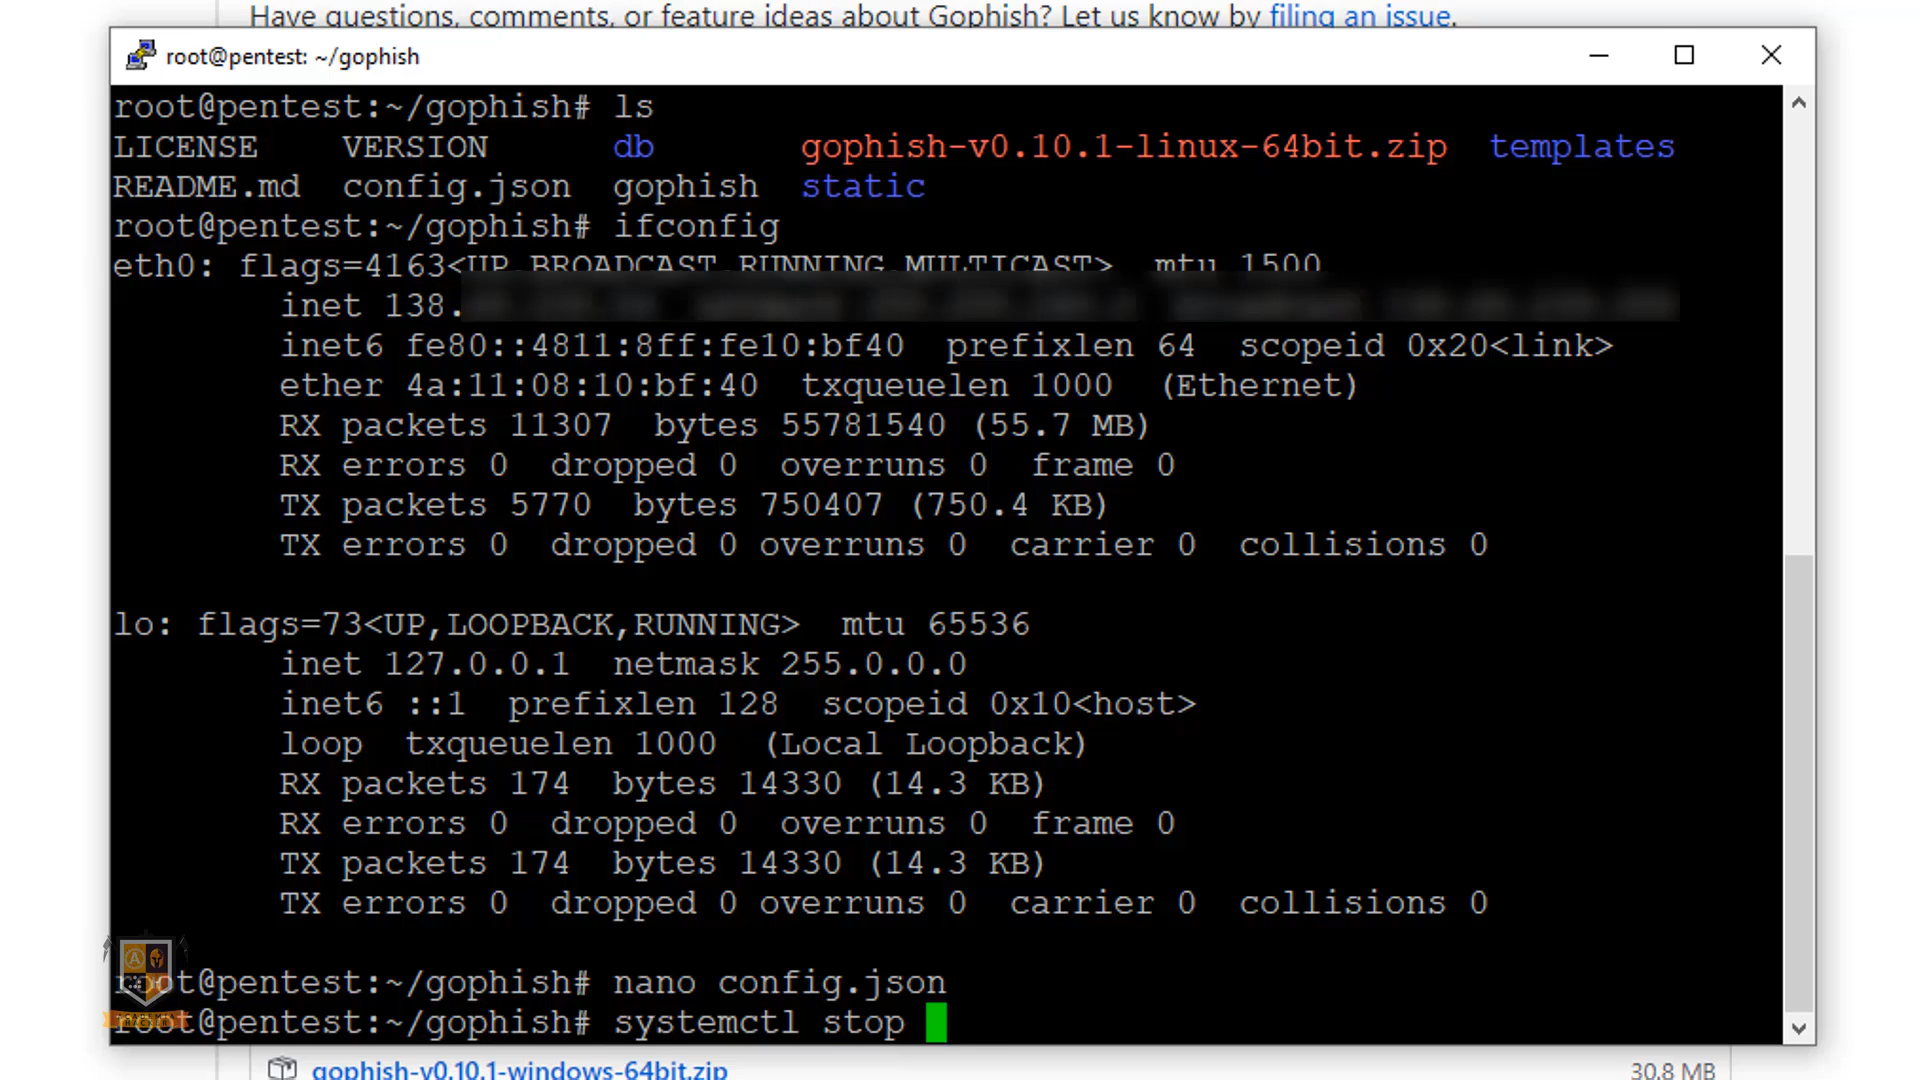 Have questions, comments, or feature ideas about Gophish? Let us know by filing an issue.
root@pentest: ~/gophish
root@pentest:~/gophish# ls
LICENSE VERSION db gophish-v0.10.1-linux-64bit.zip templates
README.md config.json gophish static
root@pentest:~/gophish# ifconfig
eth0: flags=4163<UP,BROADCAST,RUNNING,MULTICAST> mtu 1500
inet 138.
inet6 fe80::4811:8ff:fe10:bf40 prefixlen 64 scopeid 0x20<link>
ether 4a:11:08:10:bf:40 txqueuelen 1000 (Ethernet)
RX packets 11307 bytes 55781540 (55.7 MB)
RX errors 0 dropped 0 overruns 0 frame 0
TX packets 5770 bytes 750407 (750.4 KB)
TX errors 0 dropped 0 overruns 0 carrier 0 collisions 0
lo: flags=73<UP,LOOPBACK,RUNNING> mtu 65536
inet 127.0.0.1 netmask 255.0.0.0
inet6 ::1 prefixlen 128 scopeid 0x10<host>
loop txqueuelen 1000 (Local Loopback)
RX packets 174 bytes 14330 (14.3 KB)
RX errors 0 dropped 0 overruns 0 frame 0
TX packets 174 bytes 14330 (14.3 KB)
TX errors 0 dropped 0 overruns 0 carrier 0 collisions 0
root@pentest:~/gophish# nano config.json
root@pentest:~/gophish# systemctl stop
gophish-v0.10.1-windows-64bit.zip 30.8 MB